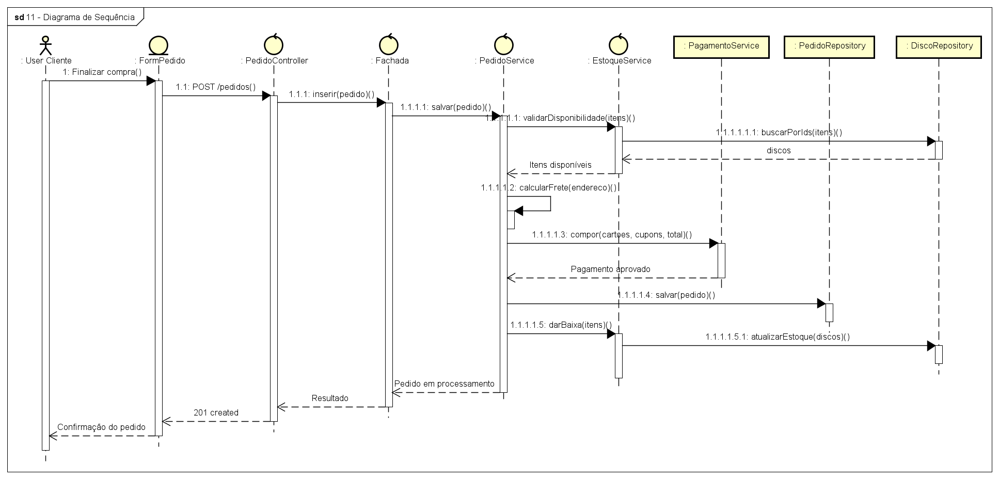 sd 11 - Diagrama de Sequência
: User Cliente
: FormPedido
: PedidoController
: Fachada
: PedidoService
: EstoqueService
: PagamentoService
: PedidoRepository
: DiscoRepository
1: Finalizar compra()
1.1: POST /pedidos()
1.1.1: inserir(pedido)()
1.1.1.1: salvar(pedido)()
1.1.1.1.1: validarDisponibilidade(itens)()
1.1.1.1.1.1: buscarPorIds(itens)()
discos
Itens disponíveis
1.1.1.1.2: calcularFrete(endereco)()
1.1.1.1.3: compor(cartoes, cupons, total)()
Pagamento aprovado
1.1.1.1.4: salvar(pedido)()
1.1.1.1.5: darBaixa(itens)()
1.1.1.1.5.1: atualizarEstoque(discos)()
Pedido em processamento
Resultado
201 created
Confirmação do pedido